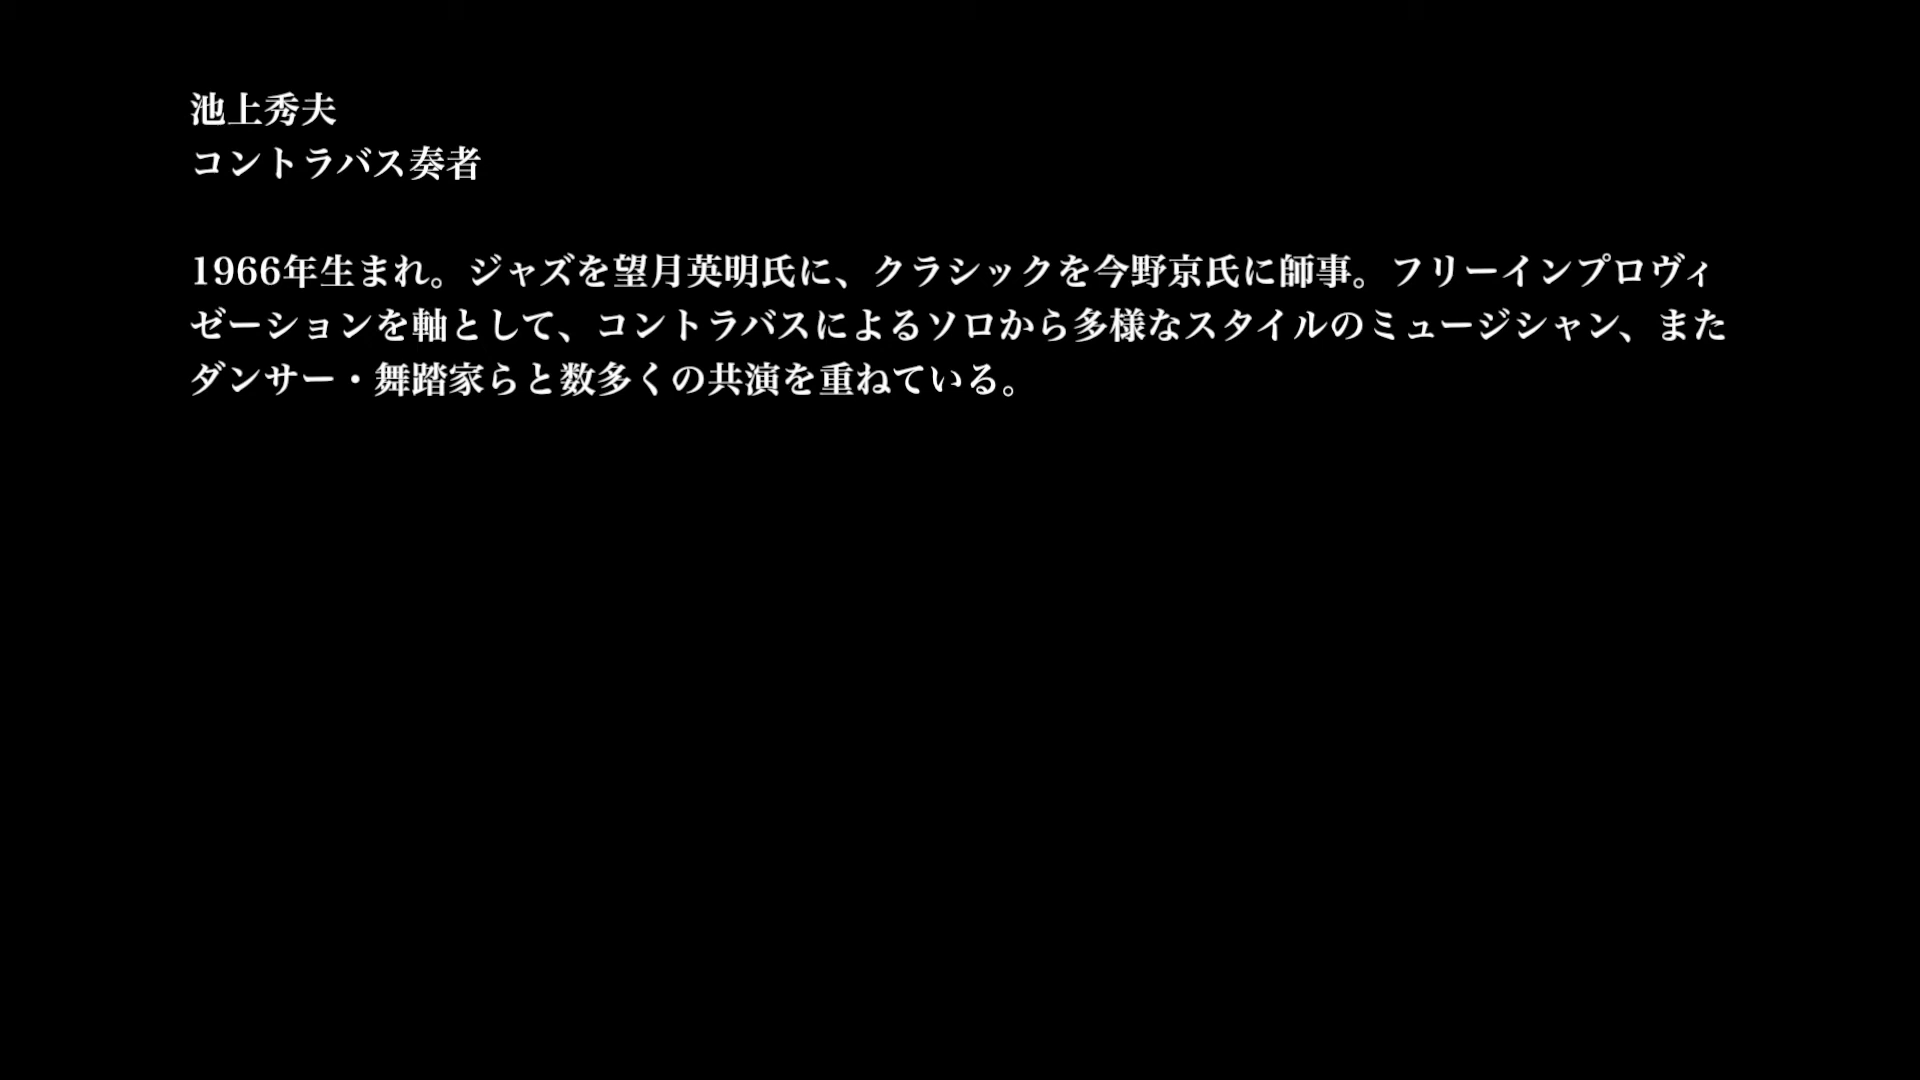 池上秀夫
コントラバス奏者
1966年生まれ。ジャズを望月英明氏に、クラシックを今野京氏に師事。フリーインプロヴィ
ゼーションを軸として、コントラバスによるソロから多様なスタイルのミュージシャン、また
ダンサー・舞踏家らと数多くの共演を重ねている。